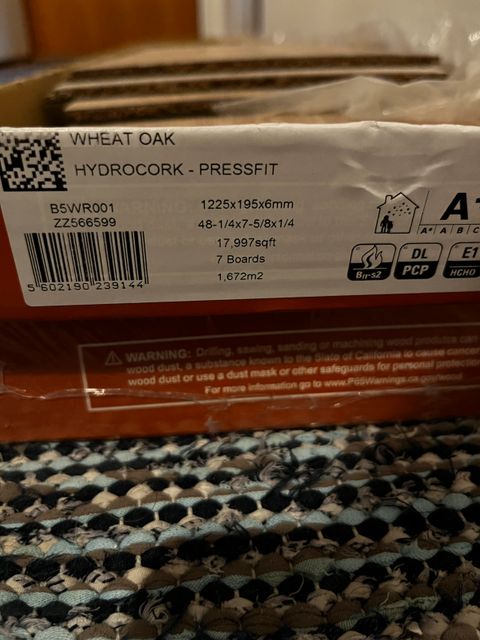 WHEAT OAK
HYDROCORK - PRESSFIT
B5WR001
ZZ566599
1225x195x6mm
48-1/4x7-5/8x1/4
17,997sqft
7 Boards
1,672m2
5 602190 239144
A+
A+ A B C
Bfl-s2
DL
PCP
E1
HCHO
WARNING: Drilling, sawing, sanding or machining wood products can
wood dust, a substance known to the State of California to cause cancer
wood dust or use a dust mask or other safeguards for personal prote
For more information go to www.P65Warnings.ca.gov/wood